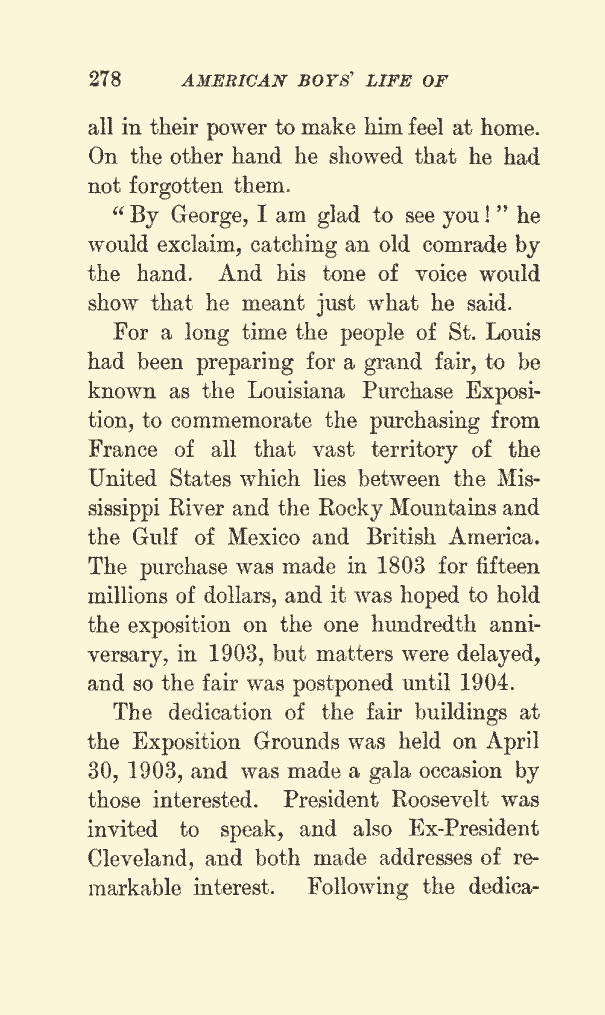 278 AMERICAN BOYS' LIFE OF
all in their power to make him feel at home.
On the other hand he showed that he had
not forgotten them.
“By George, I am glad to see you!” he
would exclaim, catching an old comrade by
the hand. And his tone of voice would
show that he meant just what he said.
For a long time the people of St. Louis
had been preparing for a grand fair, to be
known as the Louisiana Purchase Exposi-
tion, to commemorate the purchasing from
France of all that vast territory of the
United States which lies between the Mis-
sissippi River and the Rocky Mountains and
the Gulf of Mexico and British America.
The purchase was made in 1803 for fifteen
millions of dollars, and it was hoped to hold
the exposition on the one hundredth anni-
versary, in 1903, but matters were delayed,
and so the fair was postponed until 1904.
The dedication of the fair buildings at
the Exposition Grounds was held on April
30, 1903, and was made a gala occasion by
those interested. President Roosevelt was
invited to speak, and also Ex-President
Cleveland, and both made addresses of re-
markable interest. Following the dedica-